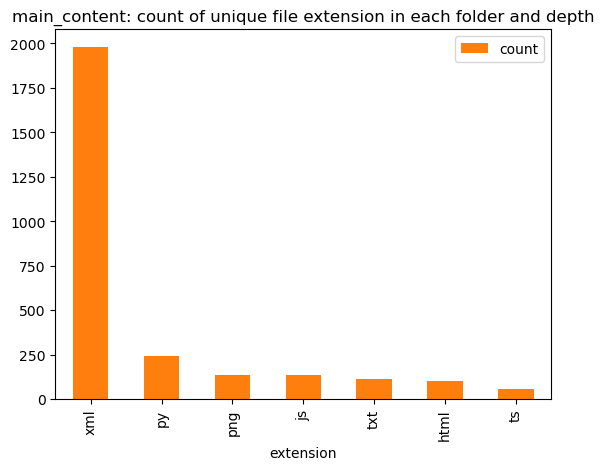 main_content: count of unique file extension in each folder and depth
count
2000
1750
1500
1250
1000
750
500
250
0
xml
py
png
js
txt
html
ts
extension